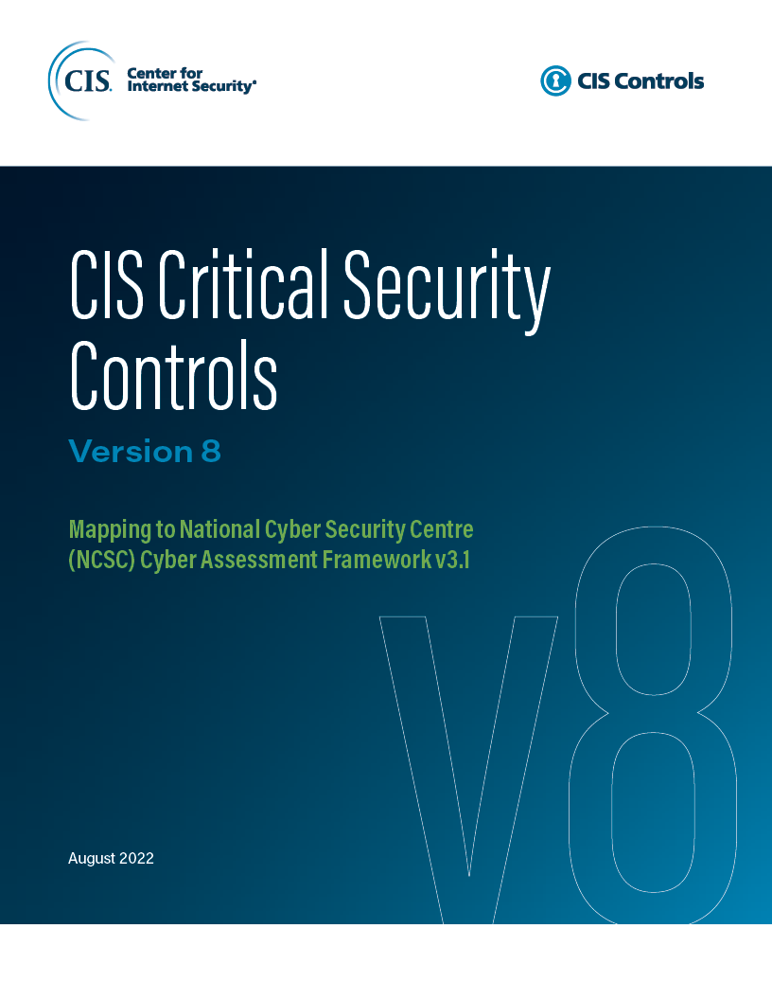 CIS
Center for
Internet Security
CIS Controls
CIS Critical Security
Controls
Version 8
Mapping to National Cyber Security Centre
(NCSC) Cyber Assessment Framework v3.1
v8
August 2022